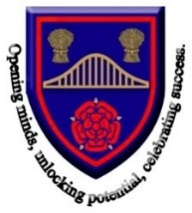 Opening minds, unlocking potential, celebrating success.